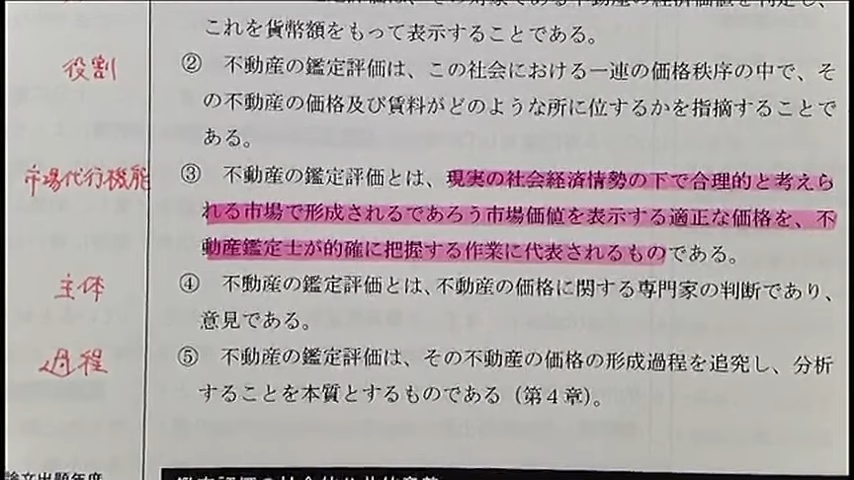 これを貨幣額をもって表示することである。
役割
② 不動産の鑑定評価は、この社会における一連の価格秩序の中で、そ
の不動産の価格及び賃料がどのような所に位するかを指摘することで
ある。
市場代行機能
③ 不動産の鑑定評価とは、現実の社会経済情勢の下で合理的と考えら
れる市場で形成されるであろう市場価値を表示する適正な価格を、不
動産鑑定士が的確に把握する作業に代表されるものである。
主体
④ 不動産の鑑定評価とは、不動産の価格に関する専門家の判断であり、
意見である。
過程
⑤ 不動産の鑑定評価は、その不動産の価格の形成過程を追究し、分析
することを本質とするものである(第4章)。